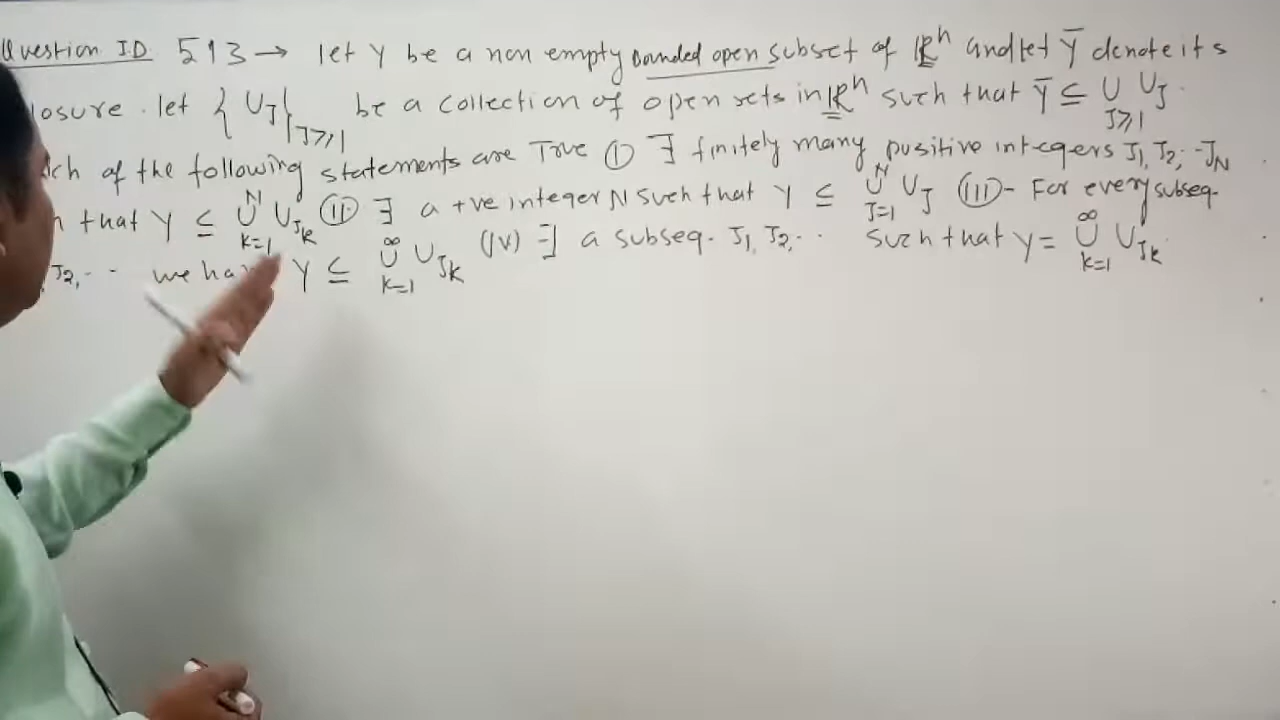 Question ID 513 → let Y be a non empty bounded open subset of ℝⁿ and let Y̅ denote its
losure. let {U_J}_{J≥1} be a collection of open sets in ℝⁿ such that Y̅ ⊆ ∪_{J≥1} U_J.
ich of the following statements are True (I) ∃ finitely many positive integers J₁, J₂, -J_N
h that Y ⊆ ∪_{k=1}^{N} U_{J_k} (II) ∃ a +ve integer N such that Y ⊆ ∪_{J=1}^{N} U_J (III)- For every subseq.
J₂,.. we ha Y ⊆ ∪_{k=1}^{∞} U_{J_k} (IV) ∃ a subseq. J₁, J₂,.. such that Y = ∪_{k=1}^{∞} U_{J_k}